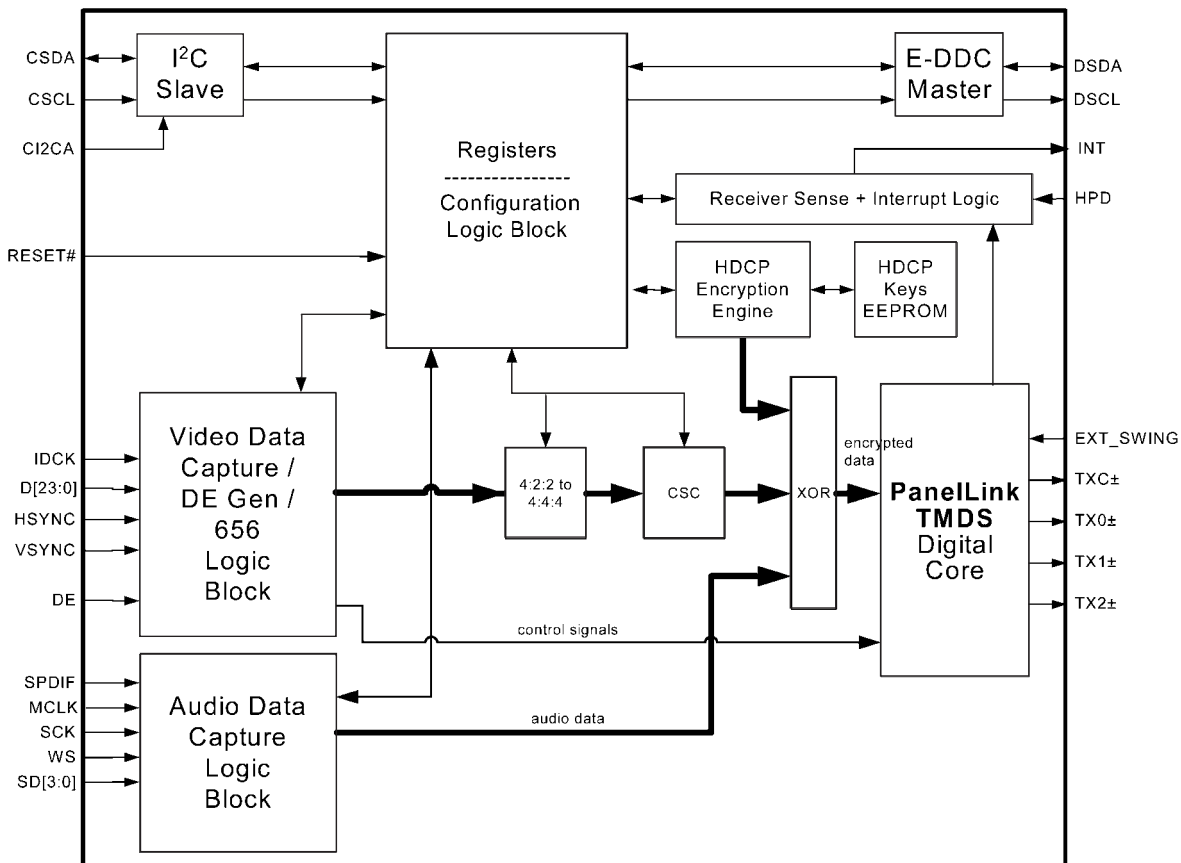 CSDA
CSCL
CI2CA
RESET#
I²C
Slave
Registers
Configuration
Logic Block
E-DDC
Master
DSDA
DSCL
INT
HPD
Receiver Sense + Interrupt Logic
HDCP
Encryption
Engine
HDCP
Keys
EEPROM
IDCK
D[23:0]
HSYNC
VSYNC
DE
Video Data
Capture /
DE Gen /
656
Logic
Block
4:2:2 to
4:4:4
CSC
XOR
encrypted
data
PanelLink
TMDS
Digital
Core
EXT_SWING
TXC±
TX0±
TX1±
TX2±
control signals
SPDIF
MCLK
SCK
WS
SD[3:0]
Audio Data
Capture
Logic
Block
audio data